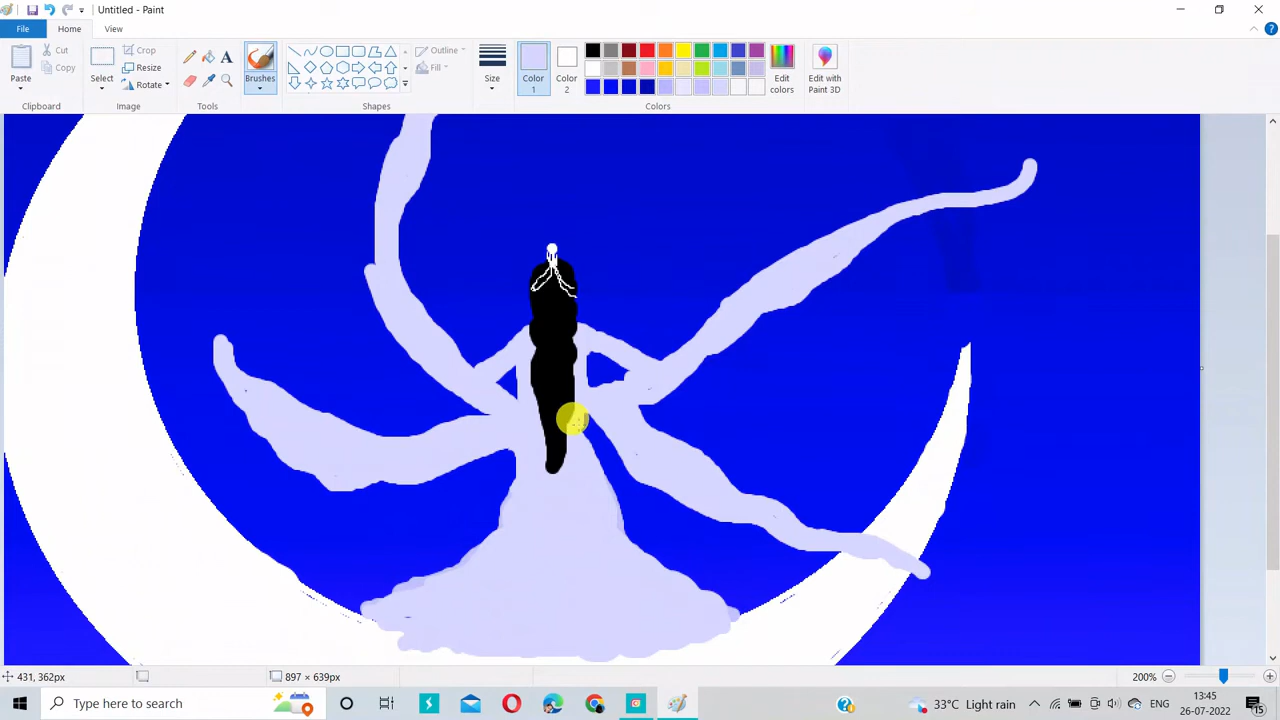 Untitled - Paint
File
Home
View
Paste
Cut
Copy
Clipboard
Select
Crop
Resize
Rotate
Image
Tools
Brushes
Shapes
Outline
Fill
Size
Color
1
Color
2
Edit
colors
Colors
Edit with
Paint 3D
431, 362px
897 × 639px
200%
Type here to search
33°C Light rain
ENG
13:45
26-07-2022
15